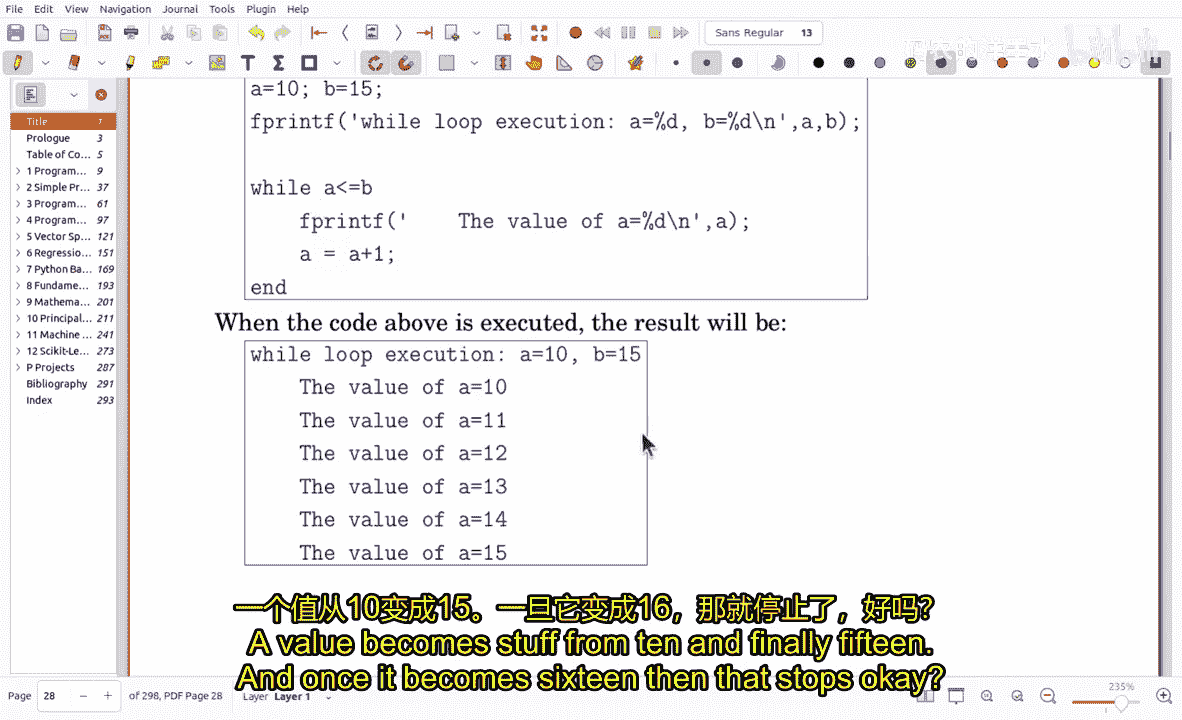 File Edit View Navigation Journal Tools Plugin Help
Sans Regular 13
Title 1
Prologue 3
Table of Co... 5
1 Program... 9
2 Simple Pr... 37
3 Program... 61
4 Program... 97
5 Vector Sp... 121
6 Regressio... 151
7 Python Ba... 169
8 Fundame... 193
9 Mathema... 201
10 Principal... 211
11 Machine ... 241
12 Scikit-Le... 273
P Projects 287
Bibliography 291
Index 293
a=10; b=15;
fprintf('while loop execution: a=%d, b=%d\n',a,b);
while a<=b
fprintf('    The value of a=%d\n',a);
a = a+1;
end
When the code above is executed, the result will be:
while loop execution: a=10, b=15
The value of a=10
The value of a=11
The value of a=12
The value of a=13
The value of a=14
The value of a=15
一个值从10变成15。一旦它变成16，那就停止了，好吗？
A value becomes stuff from ten and finally fifteen.
And once it becomes sixteen then that stops okay?
Page 28 − + of 298, PDF Page 28 Layer Layer 1 235%